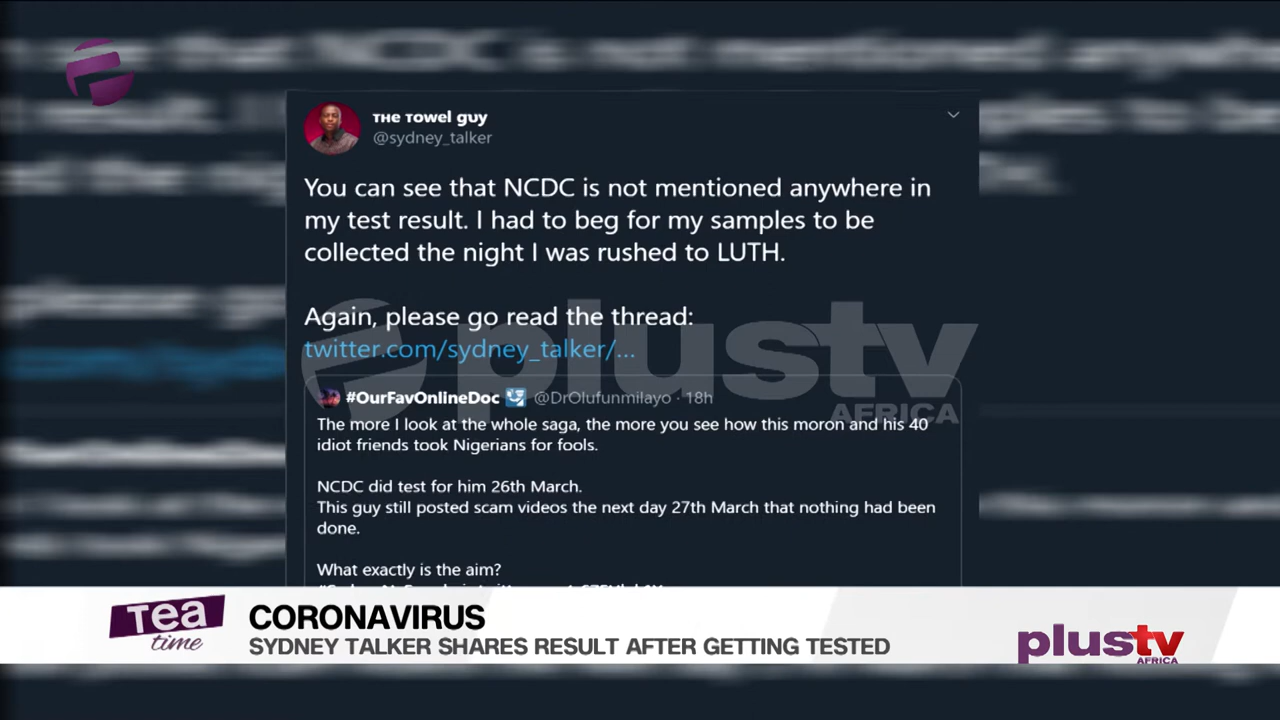 THE TOWEL GUY
@sydney_talker
You can see that NCDC is not mentioned anywhere in
my test result. I had to beg for my samples to be
collected the night I was rushed to LUTH.
Again, please go read the thread:
twitter.com/sydney_talker/...
plustv
AFRICA
#OurFavOnlineDoc @DrOlufunmilayo · 18h
The more I look at the whole saga, the more you see how this moron and his 40
idiot friends took Nigerians for fools.
NCDC did test for him 26th March.
This guy still posted scam videos the next day 27th March that nothing had been
done.
What exactly is the aim?
Tea
time
CORONAVIRUS
SYDNEY TALKER SHARES RESULT AFTER GETTING TESTED
plustv
AFRICA